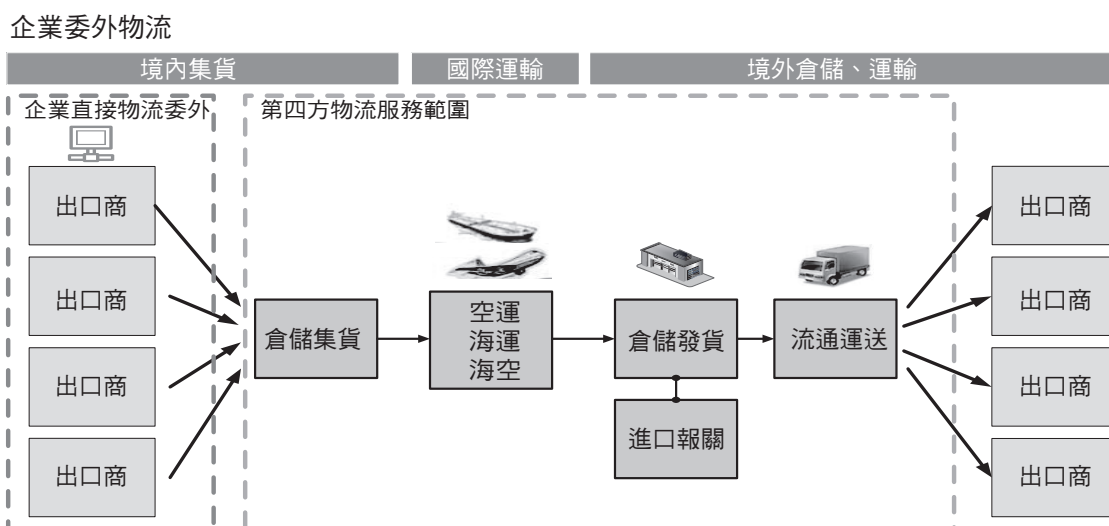 企業委外物流
境內集貨
國際運輸
境外倉儲、運輸
企業直接物流委外
第四方物流服務範圍
出口商
出口商
出口商
出口商
倉儲集貨
空運
海運
海空
倉儲發貨
進口報關
流通運送
出口商
出口商
出口商
出口商